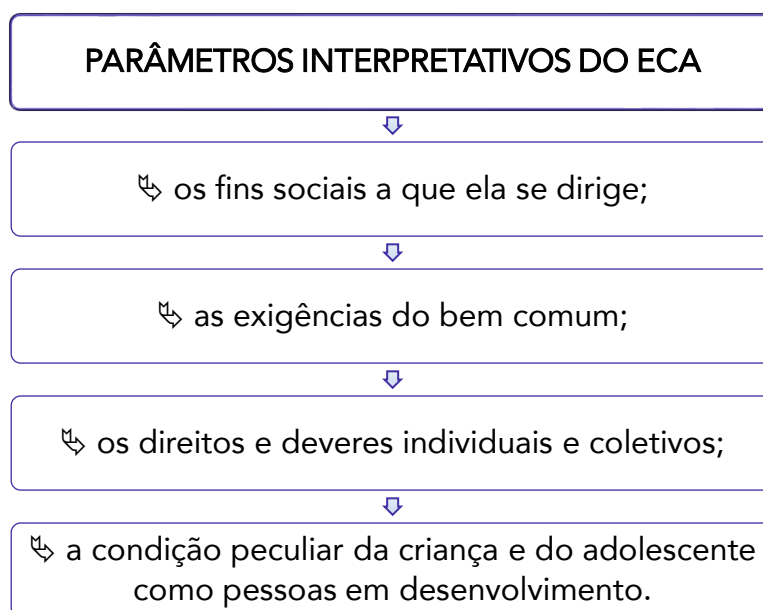 PARÂMETROS INTERPRETATIVOS DO ECA
os fins sociais a que ela se dirige;
as exigências do bem comum;
os direitos e deveres individuais e coletivos;
a condição peculiar da criança e do adolescente
como pessoas em desenvolvimento.